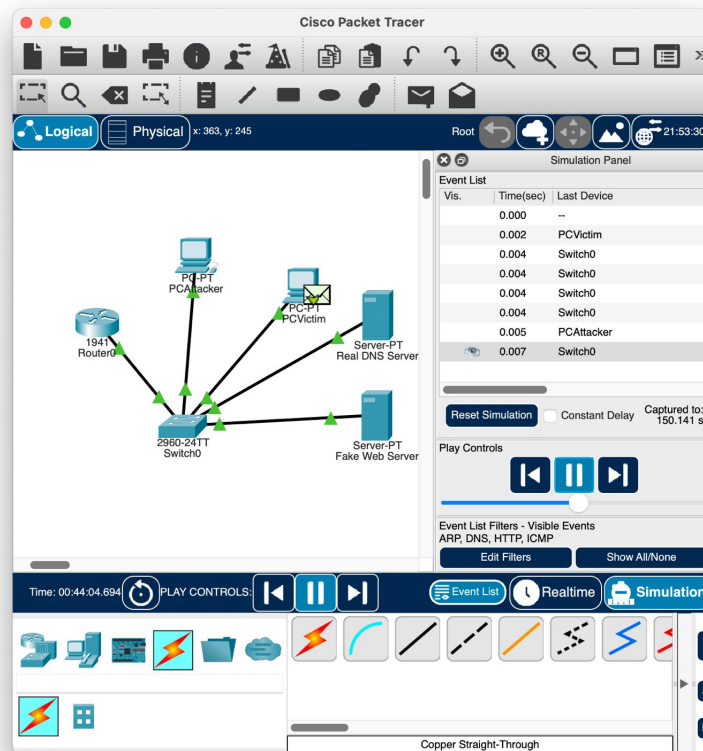 Cisco Packet Tracer
Logical
Physical
x: 363, y: 245
Root
21:53:30
Simulation Panel
Event List
Vis. Time(sec) Last Device
0.000 --
0.002 PCVictim
0.004 Switch0
0.004 Switch0
0.004 Switch0
0.004 Switch0
0.005 PCAttacker
0.007 Switch0
PC-PT
PCAttacker
PC-PT
PCVictim
1941
Router0
Server-PT
Real DNS Server
2960-24TT
Switch0
Server-PT
Fake Web Server
Reset Simulation
Constant Delay
Captured to:
150.141 s
Play Controls
Event List Filters - Visible Events
ARP, DNS, HTTP, ICMP
Edit Filters
Show All/None
Time: 00:44:04.694
PLAY CONTROLS:
Event List
Realtime
Simulation
Copper Straight-Through